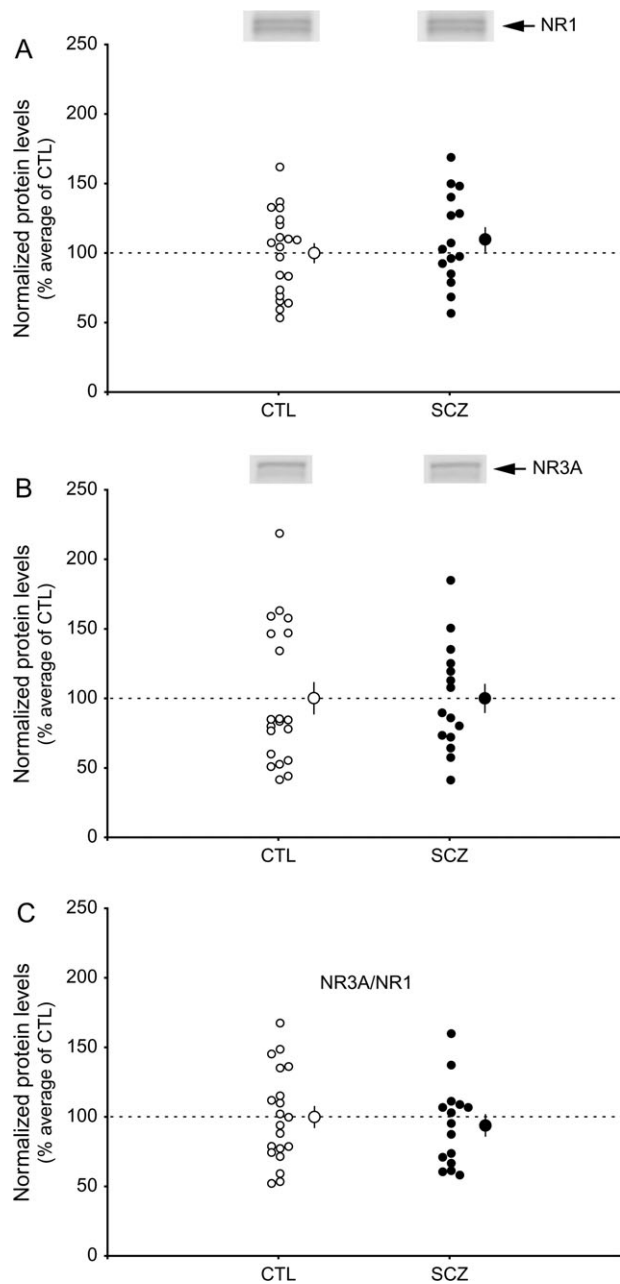 NR1
A
250
200
150
100
50
0
Normalized protein levels
(% average of CTL)
CTL SCZ
NR3A
B
250
200
150
100
50
0
Normalized protein levels
(% average of CTL)
CTL SCZ
C
250
200
150
100
50
0
Normalized protein levels
(% average of CTL)
NR3A/NR1
CTL SCZ